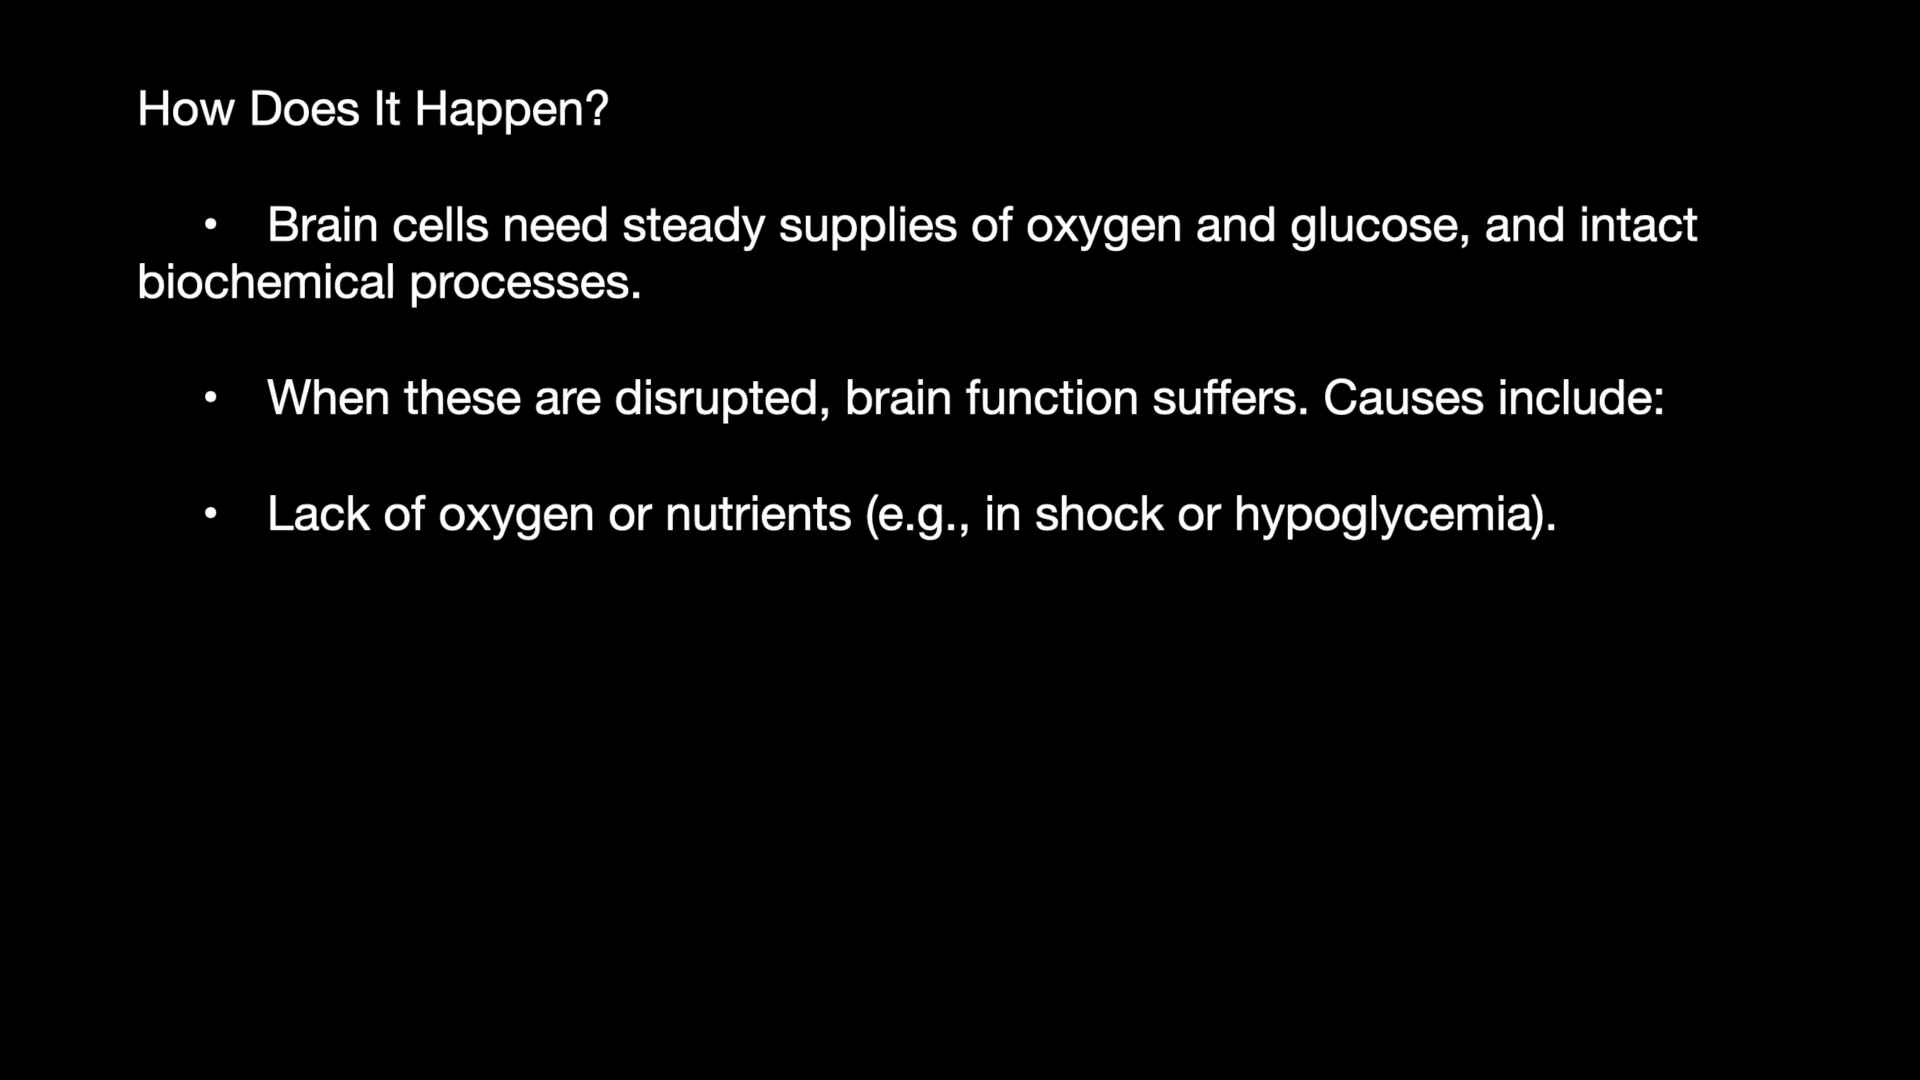 How Does It Happen?
• Brain cells need steady supplies of oxygen and glucose, and intact
biochemical processes.
• When these are disrupted, brain function suffers. Causes include:
• Lack of oxygen or nutrients (e.g., in shock or hypoglycemia).